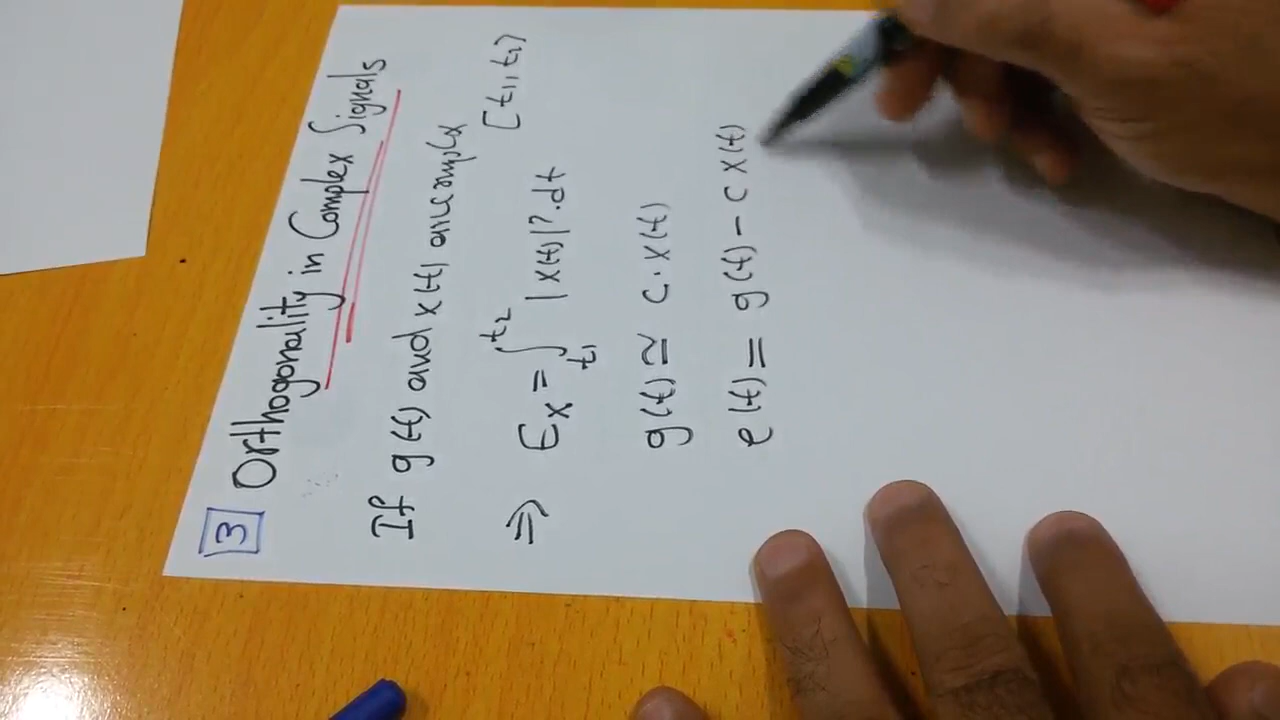 3 Orthogonality in Complex Signals
If g(t) and x(t) are complex
⇒ Ex = ∫_{t1}^{t2} |x(t)|². dt [t1, t2]
g(t) ≃ c . x(t)
e(t) = g(t) - c x(t)